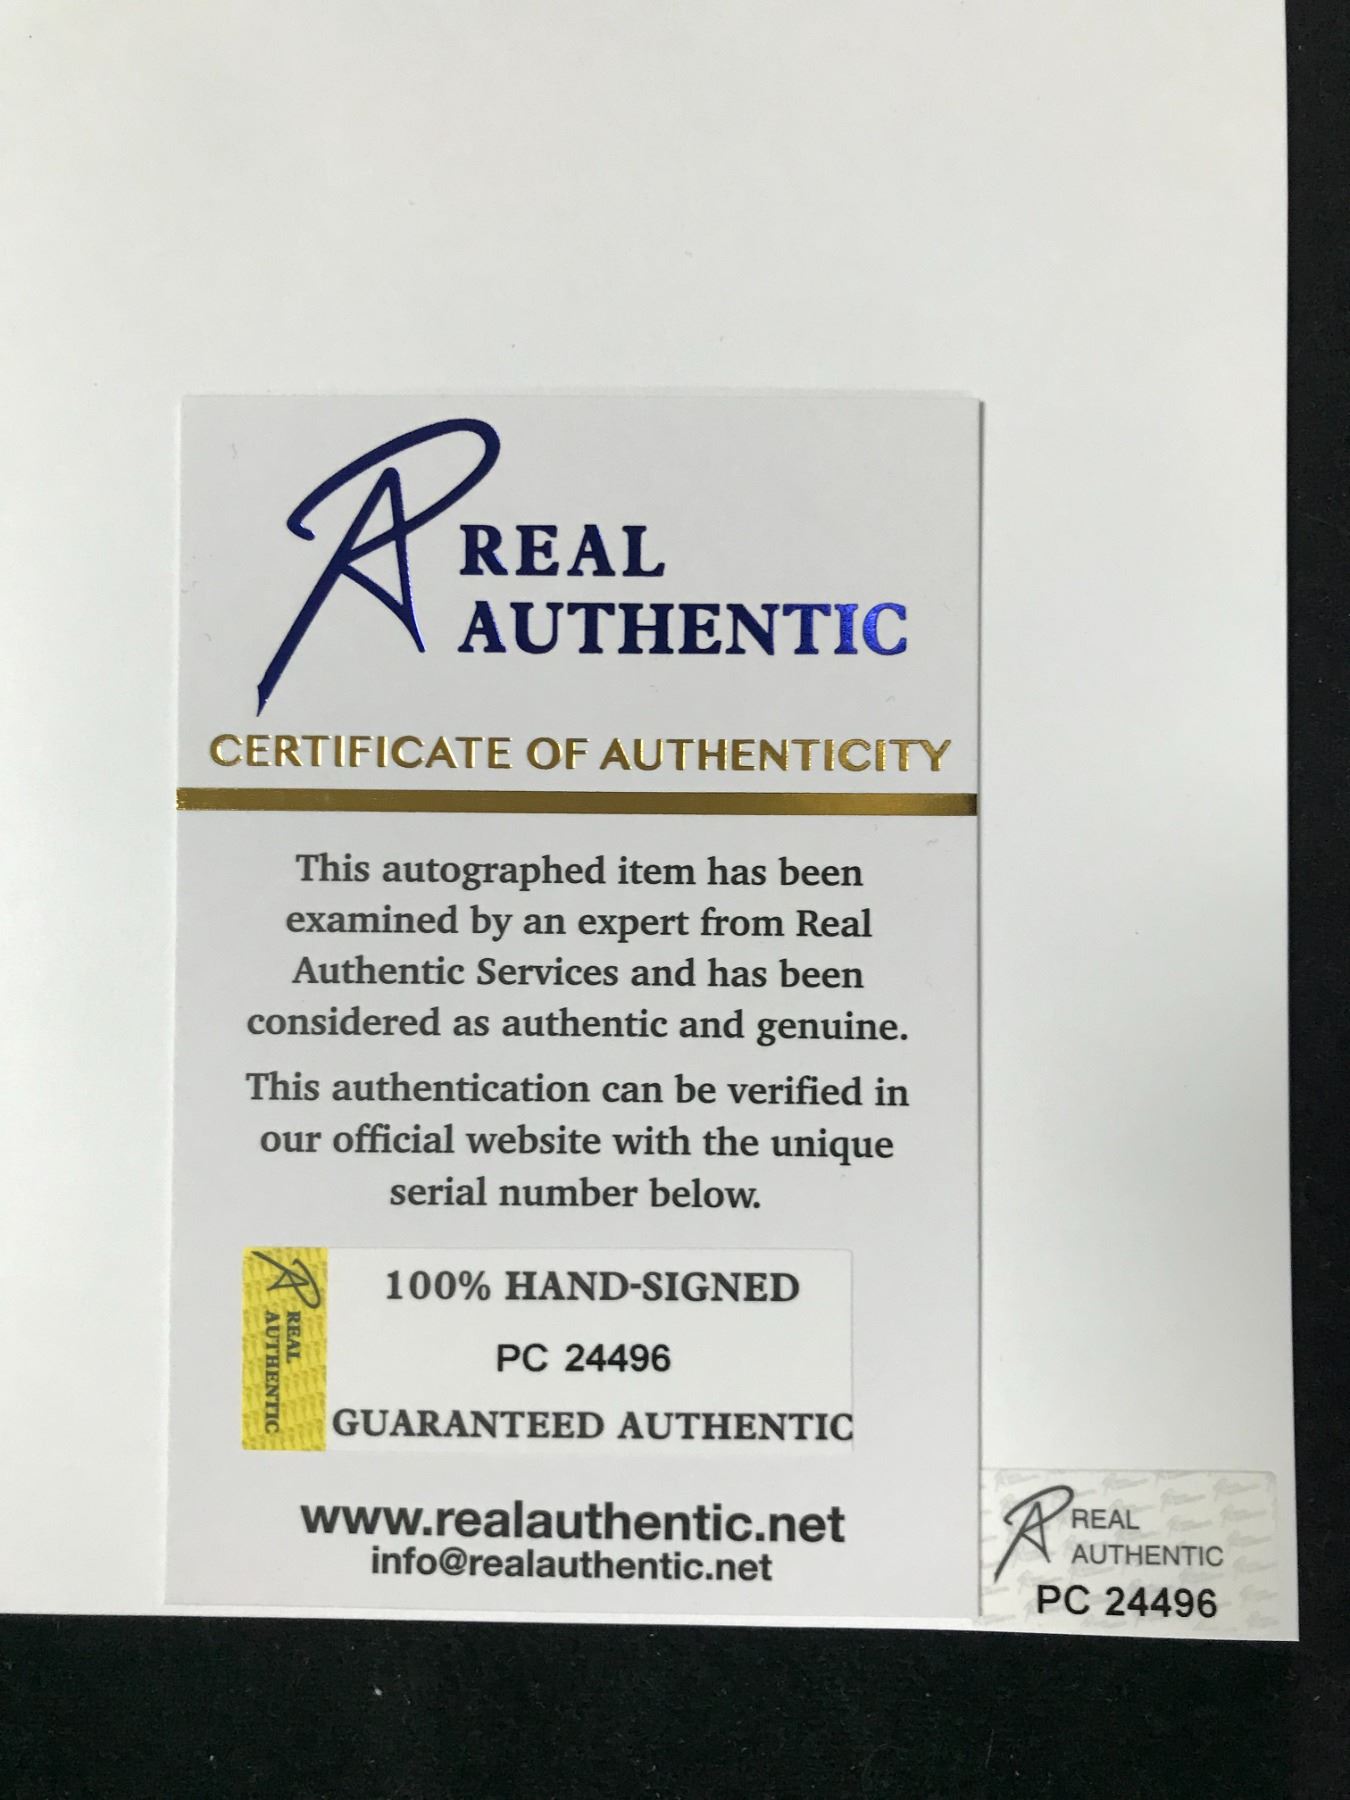 REAL
AUTHENTIC
CERTIFICATE OF AUTHENTICITY
This autographed item has been
examined by an expert from Real
Authentic Services and has been
considered as authentic and genuine.
This authentication can be verified in
our official website with the unique
serial number below.
REAL
AUTHENTIC
100% HAND-SIGNED
PC 24496
GUARANTEED AUTHENTIC
www.realauthentic.net
info@realauthentic.net
REAL
AUTHENTIC
PC 24496